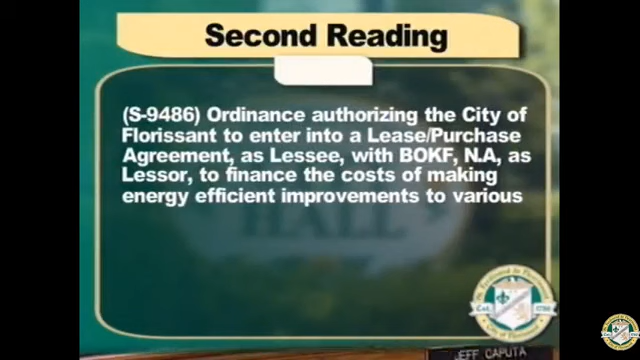 Second Reading
(S-9486) Ordinance authorizing the City of
Florissant to enter into a Lease/Purchase
Agreement, as Lessee, with BOKF, N.A, as
Lessor, to finance the costs of making
energy efficient improvements to various
HALL
JEFF CAPUTA